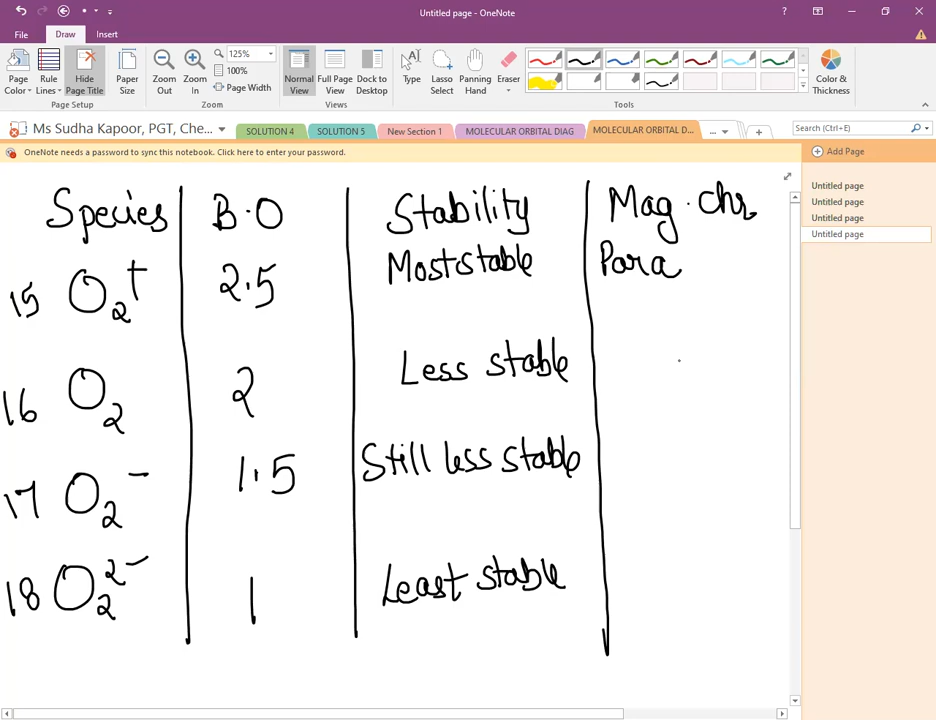 Untitled page - OneNote
File Draw Insert
Page Color Rule Lines Hide Page Title Paper Size Zoom Out Zoom In 125% 100% Page Width Normal View Full Page View Dock to Desktop Type Lasso Select Panning Hand Eraser Color & Thickness
Page Setup Zoom Views Tools
Ms Sudha Kapoor, PGT, Che... SOLUTION 4 SOLUTION 5 New Section 1 MOLECULAR ORBITAL DIAG MOLECULAR ORBITAL D... ... Search (Ctrl+E)
OneNote needs a password to sync this notebook. Click here to enter your password.
Add Page
Untitled page
Untitled page
Untitled page
Untitled page
Species B.O Stability Mag. chr.
15 O₂⁺ 2.5 Most stable Para
16 O₂ 2 Less stable
17 O₂⁻ 1.5 Still less stable
18 O₂²⁻ 1 Least stable